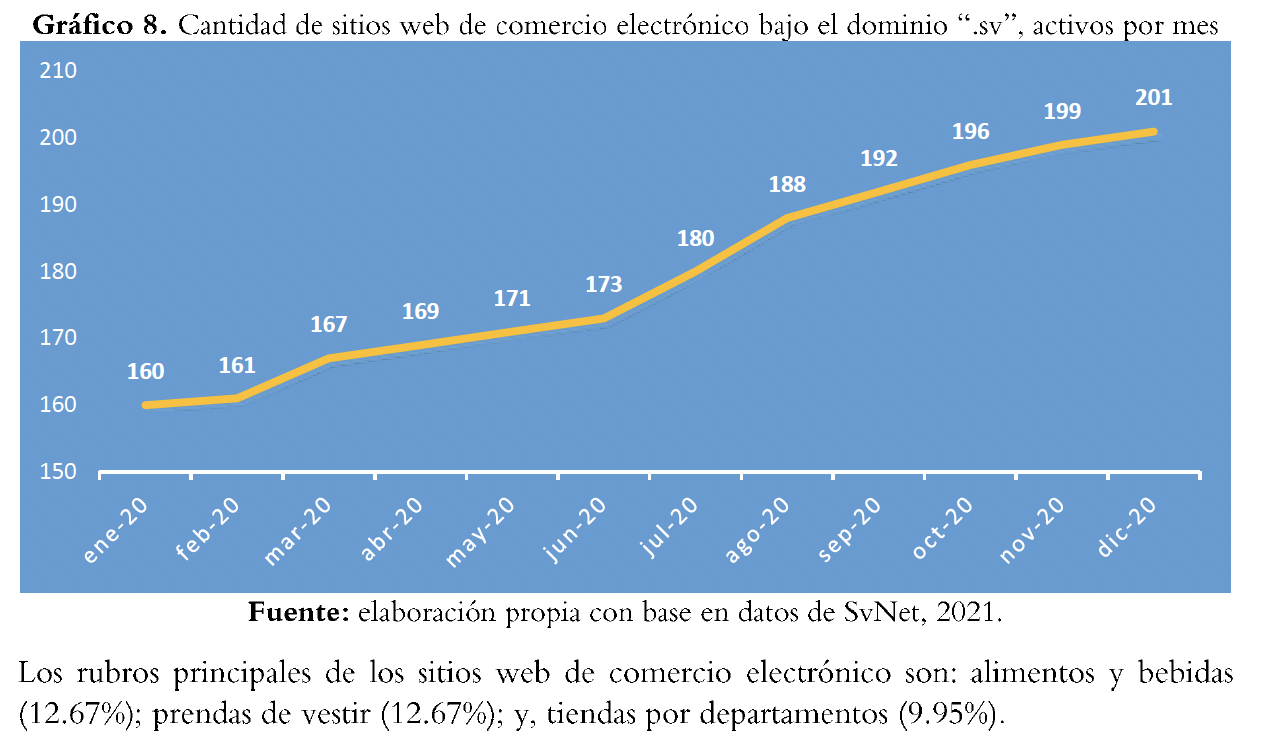 Gráfico 8. Cantidad de sitios web de comercio electrónico bajo el dominio “.sv”, activos por mes
210
200
190
180
170
160
150
160
161
167
169
171
173
180
188
192
196
199
201
ene-20
feb-20
mar-20
abr-20
may-20
jun-20
jul-20
ago-20
sep-20
oct-20
nov-20
dic-20
Fuente: elaboración propia con base en datos de SvNet, 2021.
Los rubros principales de los sitios web de comercio electrónico son: alimentos y bebidas
(12.67%); prendas de vestir (12.67%); y, tiendas por departamentos (9.95%).